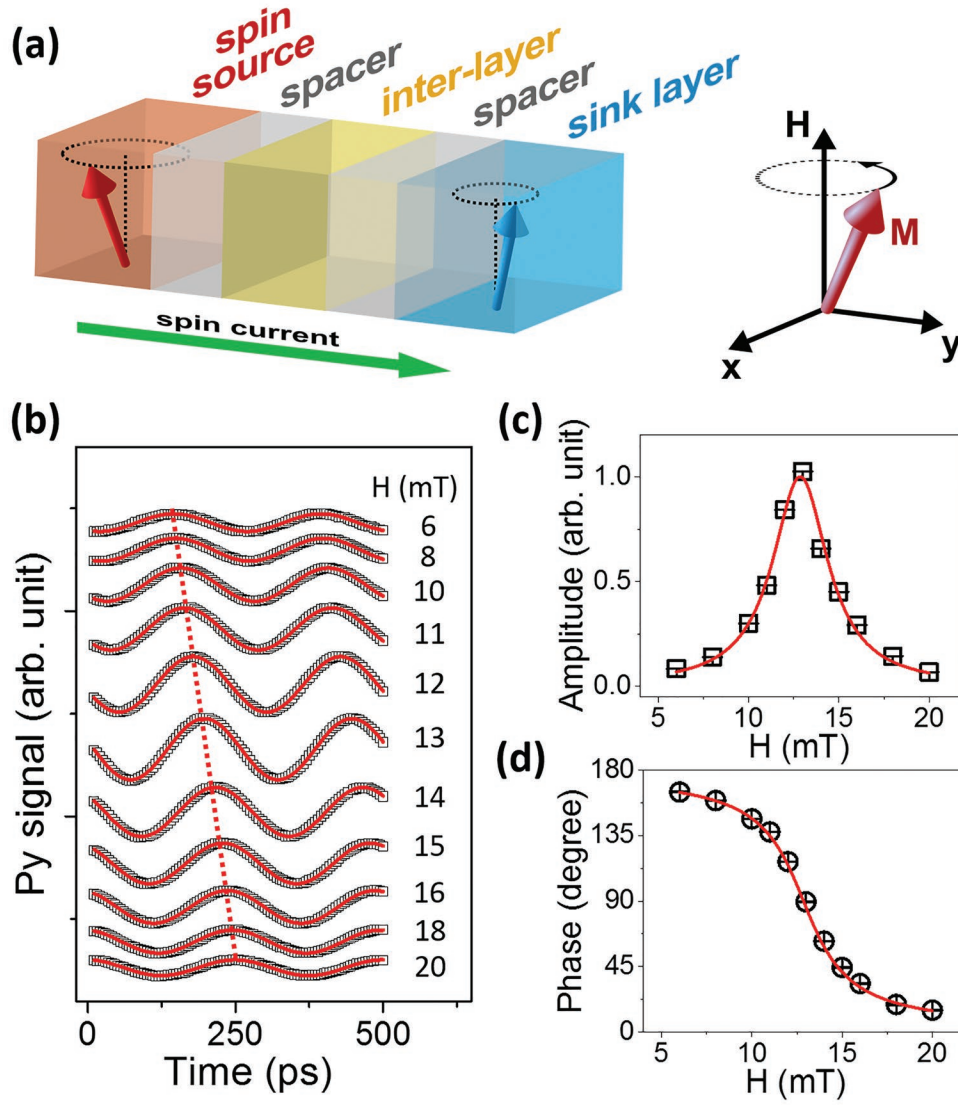 (a)
spin
source
spacer
inter-layer
spacer
sink layer
spin current
H
M
x
y
(b)
H (mT)
6
8
10
11
12
13
14
15
16
18
20
Py signal (arb. unit)
0
250
500
Time (ps)
(c)
Amplitude (arb. unit)
1.0
0.5
0.0
5
10
15
20
H (mT)
(d)
Phase (degree)
180
135
90
45
0
5
10
15
20
H (mT)